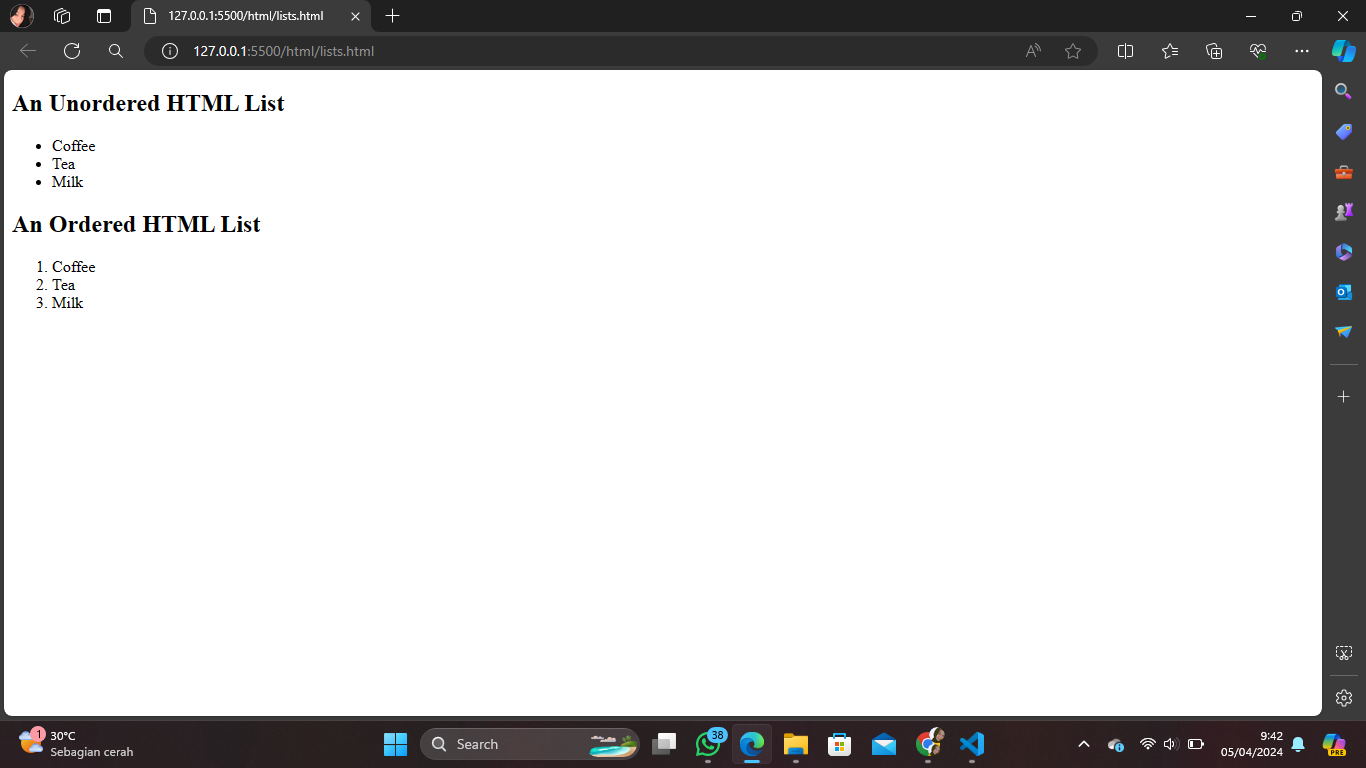 127.0.0.1:5500/html/lists.html
127.0.0.1:5500/html/lists.html
An Unordered HTML List
• Coffee
• Tea
• Milk
An Ordered HTML List
1. Coffee
2. Tea
3. Milk
1
30°C
Sebagian cerah
Search
38
9:42
05/04/2024
PRE